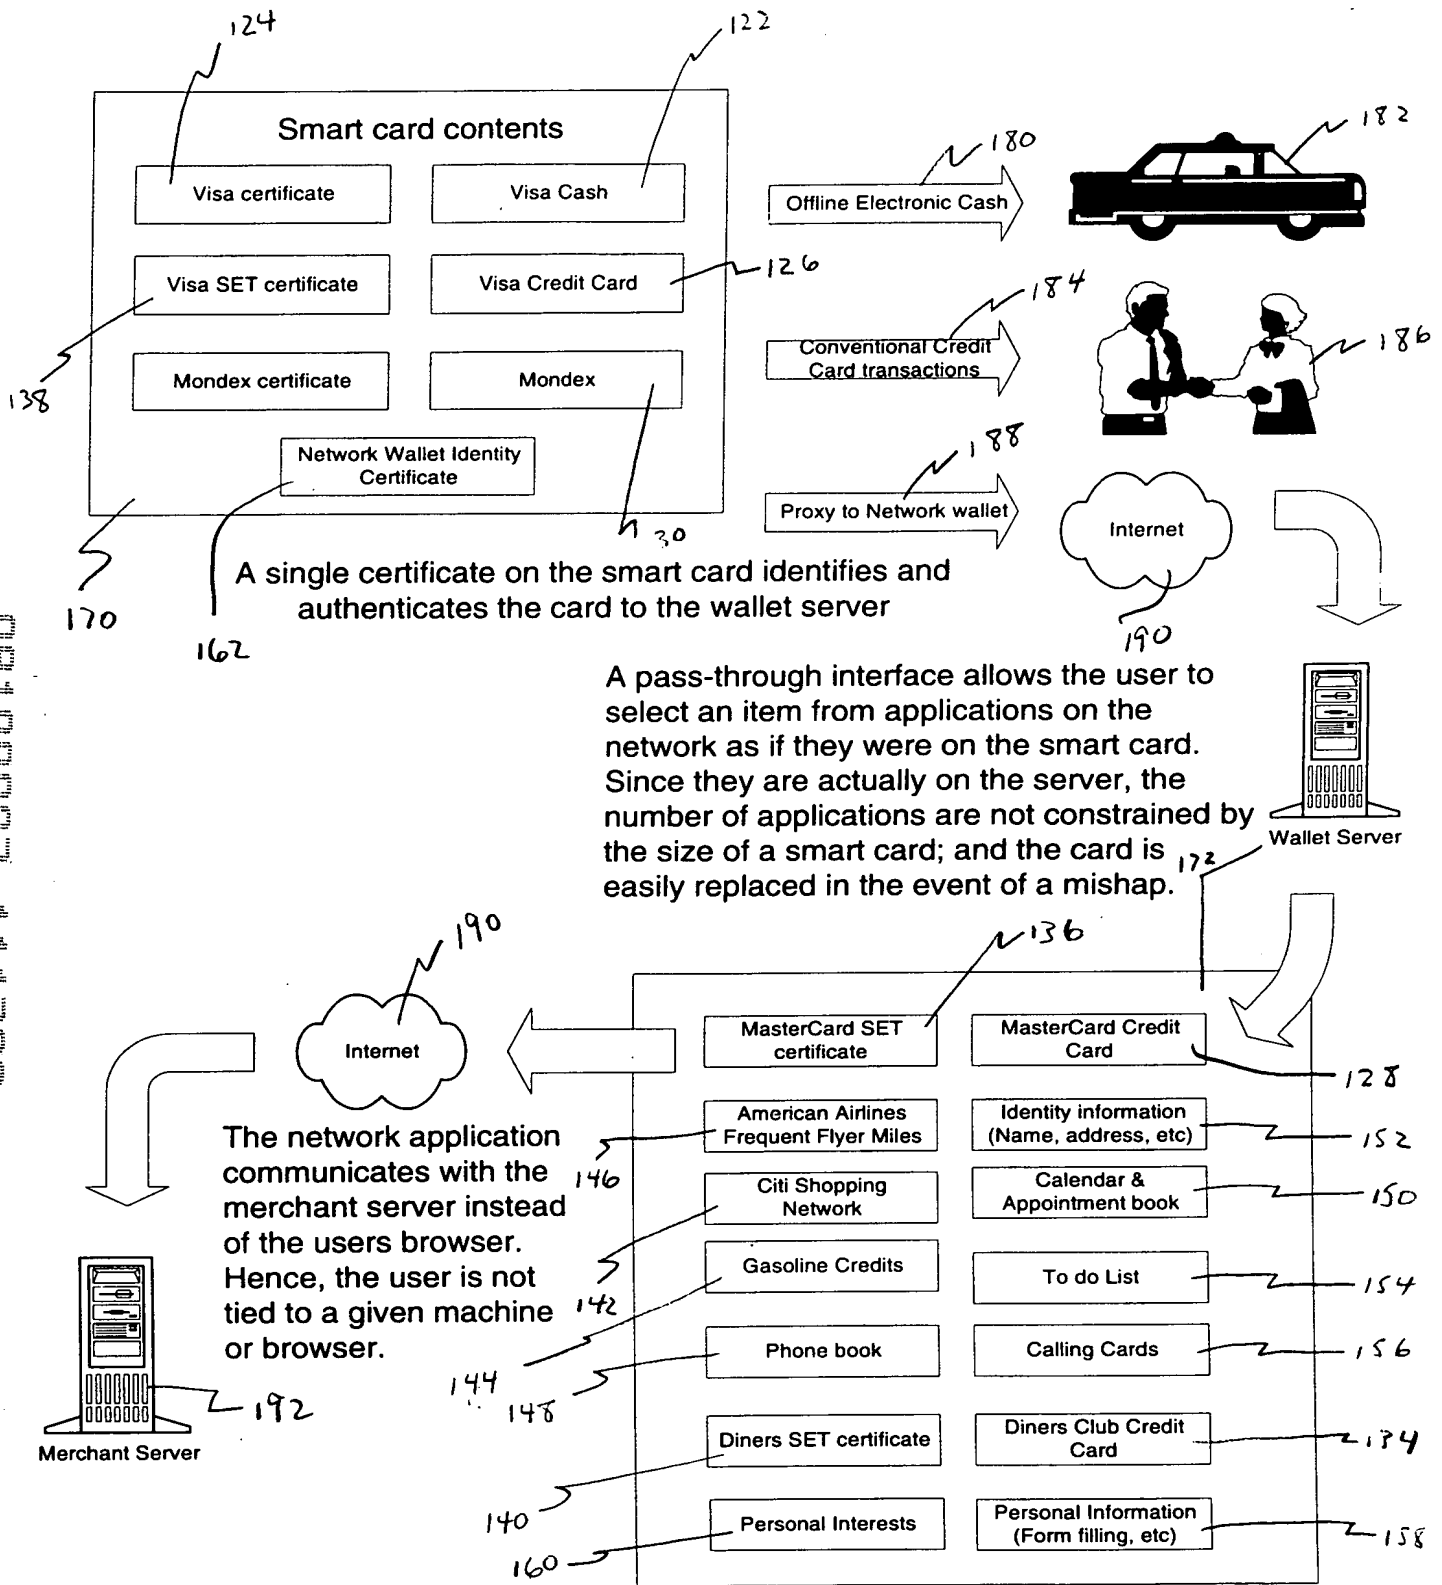 124
122
Smart card contents
Visa certificate
Visa Cash
180
Offline Electronic Cash
182
Visa SET certificate
Visa Credit Card
126
184
Conventional Credit
Card transactions
186
138
Mondex certificate
Mondex
Network Wallet Identity
Certificate
188
Proxy to Network wallet
Internet
30
170
162
190
A single certificate on the smart card identifies and
authenticates the card to the wallet server
A pass-through interface allows the user to
select an item from applications on the
network as if they were on the smart card.
Since they are actually on the server, the
number of applications are not constrained by
the size of a smart card; and the card is
easily replaced in the event of a mishap.
Wallet Server
172
190
136
Internet
MasterCard SET
certificate
MasterCard Credit
Card
128
American Airlines
Frequent Flyer Miles
146
Identity information
(Name, address, etc)
152
The network application
communicates with the
merchant server instead
of the users browser.
Hence, the user is not
tied to a given machine
or browser.
Citi Shopping
Network
142
Calendar &
Appointment book
150
Gasoline Credits
144
To do List
154
Phone book
148
Calling Cards
156
192
Merchant Server
Diners SET certificate
140
Diners Club Credit
Card
134
Personal Interests
160
Personal Information
(Form filling, etc)
158